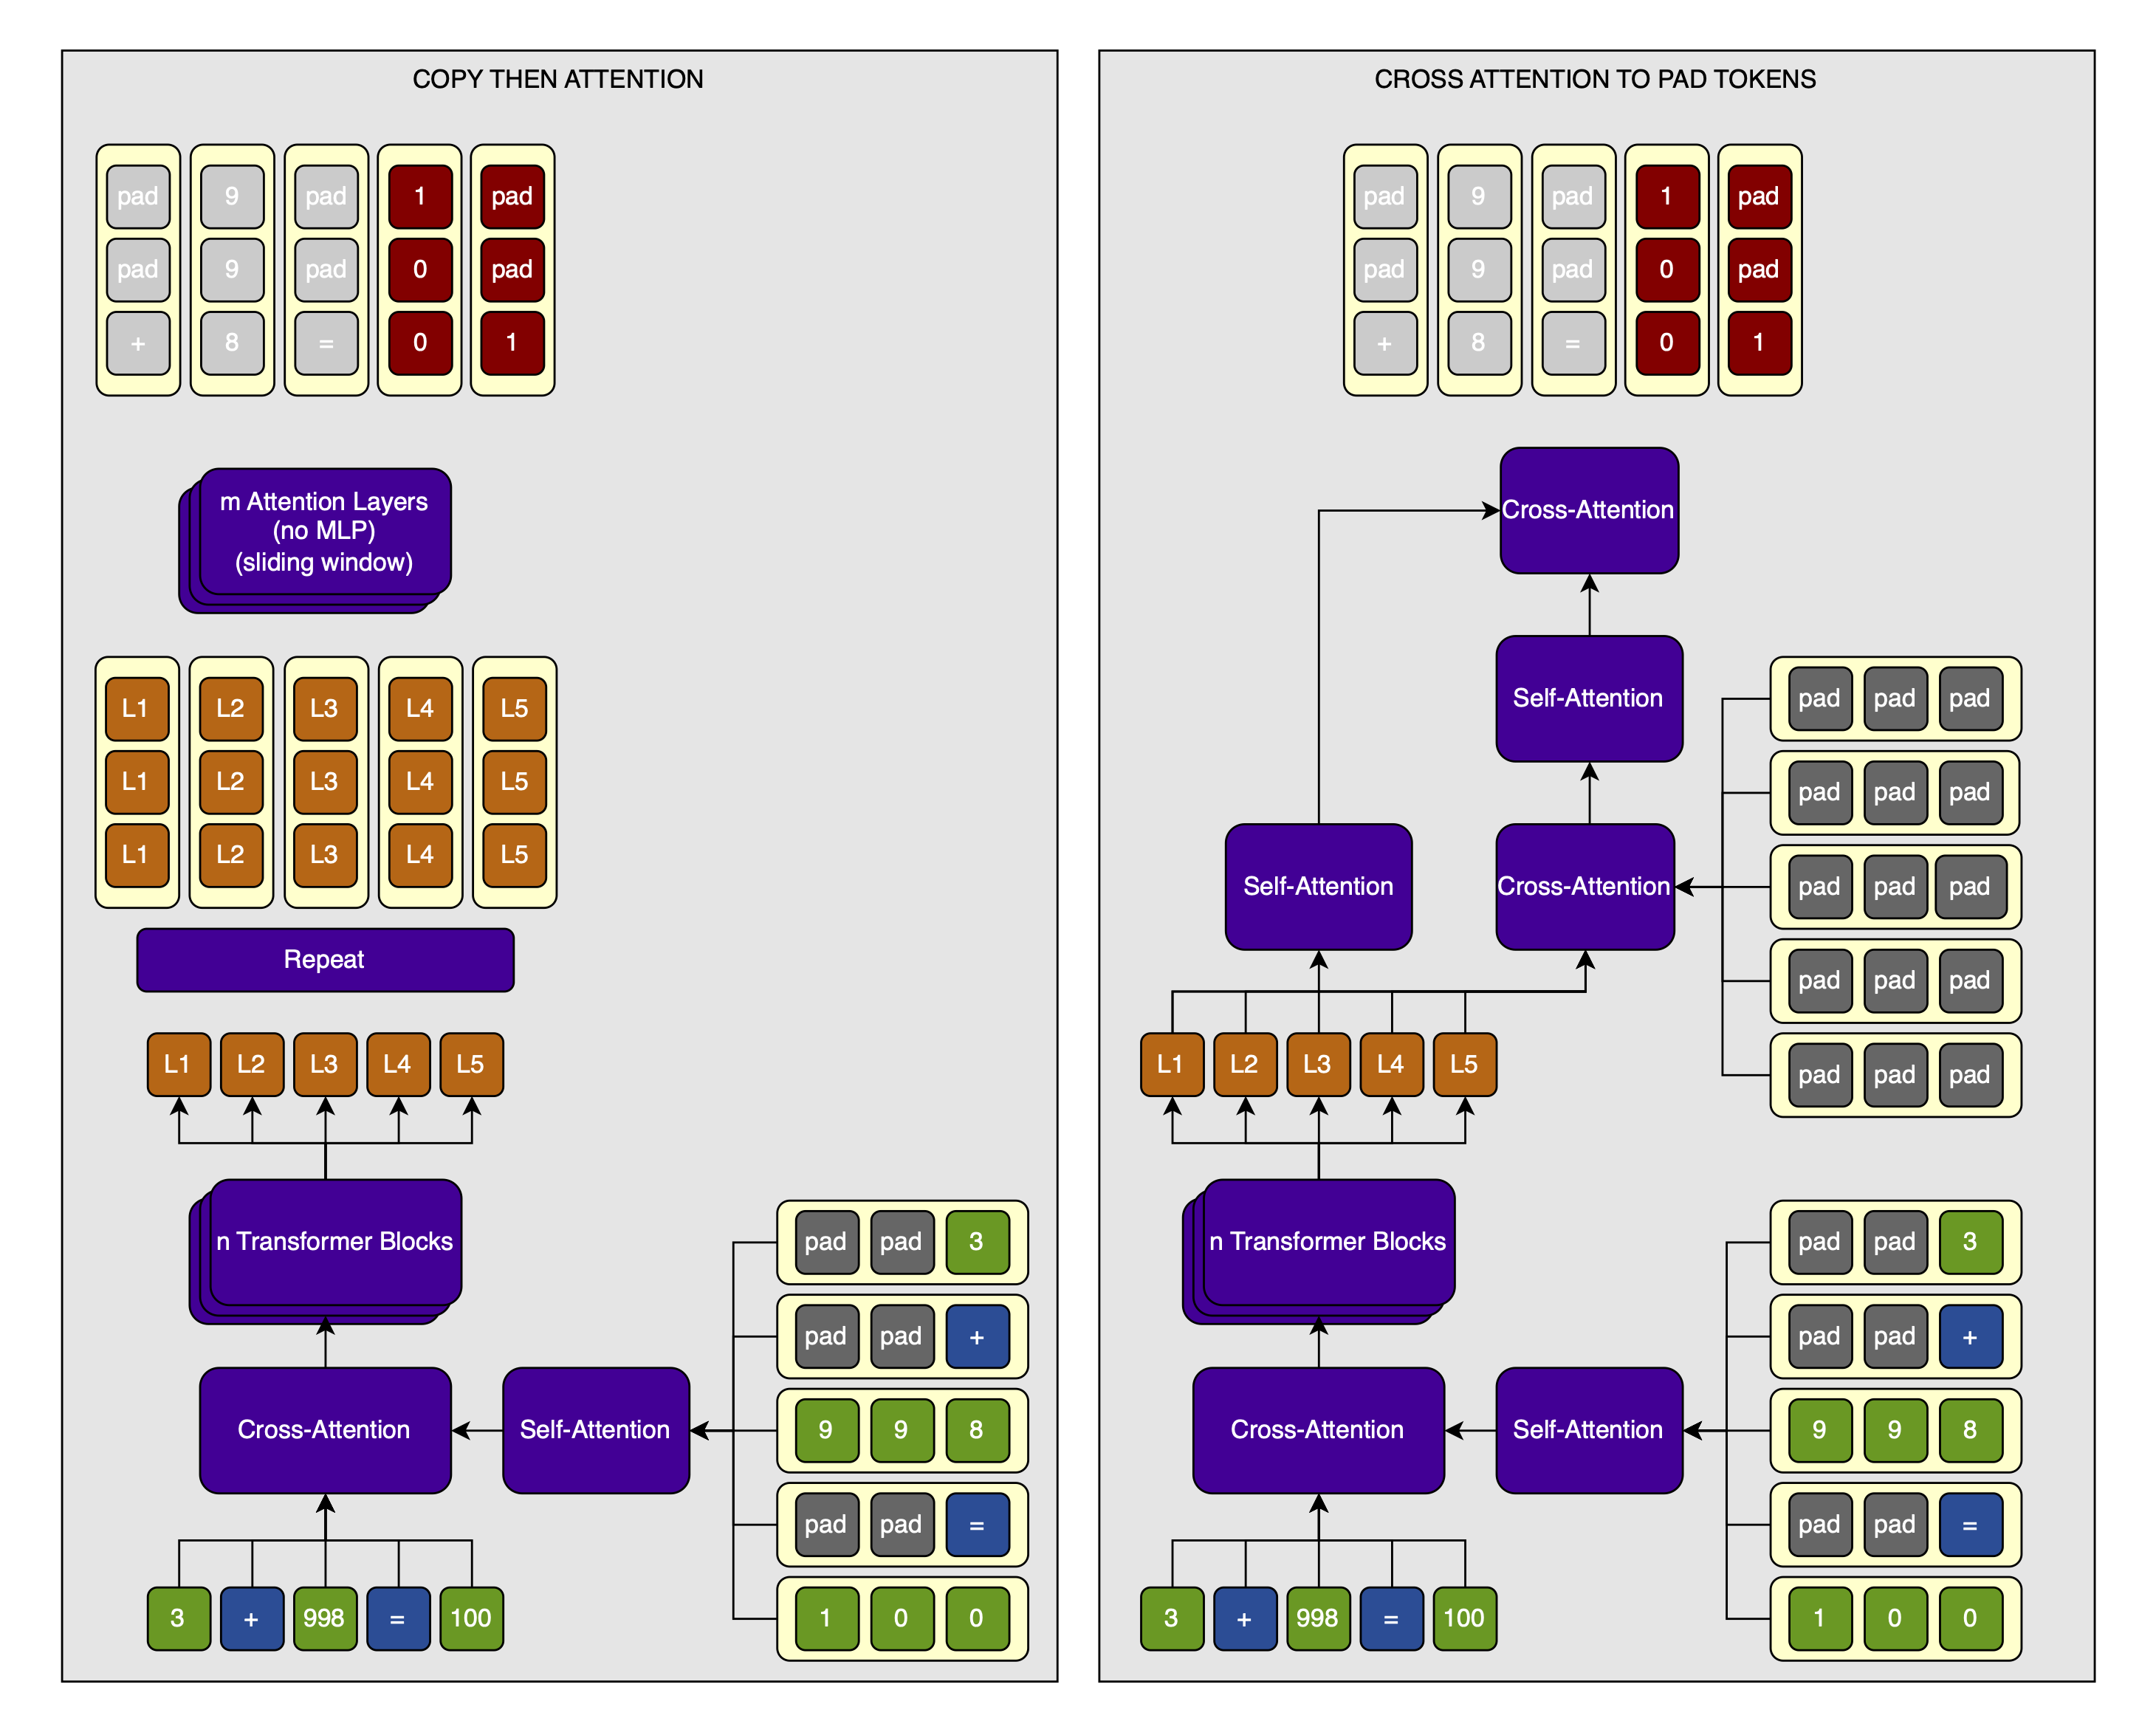 COPY THEN ATTENTION
pad 9 pad 1 pad
pad 9 pad 0 pad
+ 8 = 0 1
m Attention Layers
(no MLP)
(sliding window)
L1 L2 L3 L4 L5
L1 L2 L3 L4 L5
L1 L2 L3 L4 L5
Repeat
L1 L2 L3 L4 L5
n Transformer Blocks
pad pad 3
pad pad +
Cross-Attention
Self-Attention
9 9 8
pad pad =
3 + 998 = 100
1 0 0
CROSS ATTENTION TO PAD TOKENS
pad 9 pad 1 pad
pad 9 pad 0 pad
+ 8 = 0 1
Cross-Attention
Self-Attention
pad pad pad
pad pad pad
Self-Attention
Cross-Attention
pad pad pad
pad pad pad
L1 L2 L3 L4 L5
pad pad pad
n Transformer Blocks
pad pad 3
pad pad +
Cross-Attention
Self-Attention
9 9 8
pad pad =
3 + 998 = 100
1 0 0